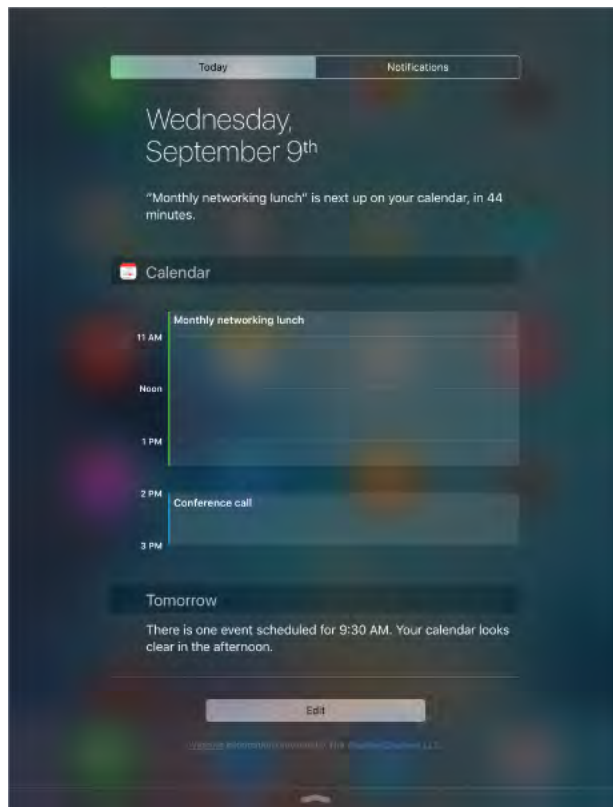 Today
Notifications
Wednesday,
September 9th
“Monthly networking lunch” is next up on your calendar, in 44
minutes.
Calendar
Monthly networking lunch
11 AM
Noon
1 PM
2 PM
Conference call
3 PM
Tomorrow
There is one event scheduled for 9:30 AM. Your calendar looks
clear in the afternoon.
Edit